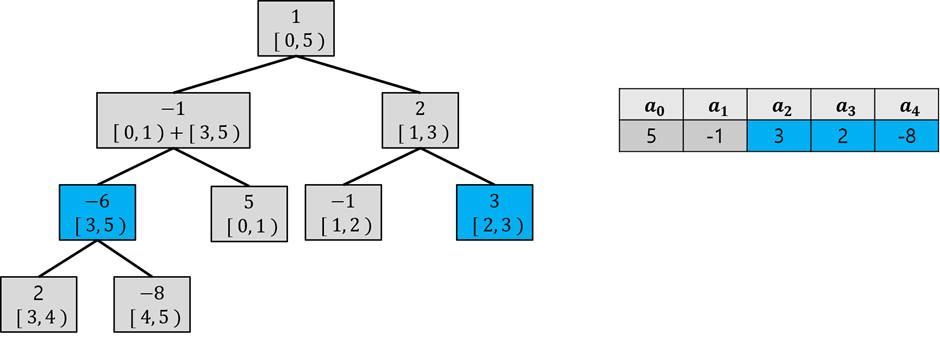 1
[ 0, 5 )
−1
[ 0, 1 ) + [ 3, 5 )
2
[ 1, 3 )
−6
[ 3, 5 )
5
[ 0, 1 )
−1
[ 1, 2 )
3
[ 2, 3 )
2
[ 3, 4 )
−8
[ 4, 5 )
a₀ a₁ a₂ a₃ a₄
5 -1 3 2 -8